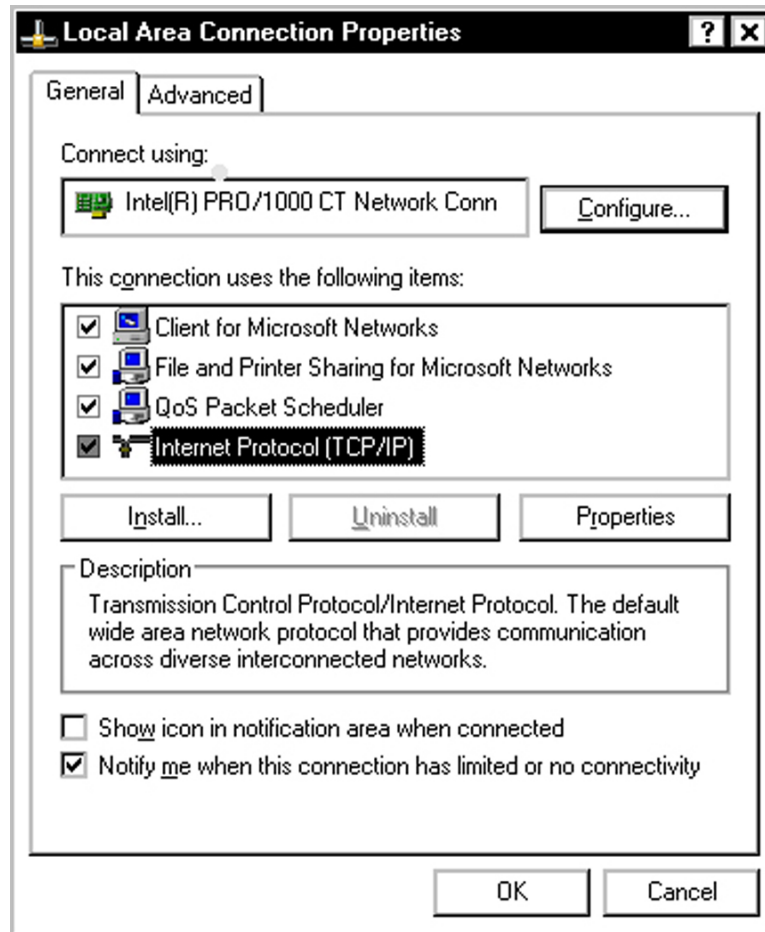 Local Area Connection Properties
General
Advanced
Connect using:
Intel(R) PRO/1000 CT Network Conn
Configure...
This connection uses the following items:
Client for Microsoft Networks
File and Printer Sharing for Microsoft Networks
QoS Packet Scheduler
Internet Protocol (TCP/IP)
Install...
Uninstall
Properties
Description
Transmission Control Protocol/Internet Protocol. The default
wide area network protocol that provides communication
across diverse interconnected networks.
Show icon in notification area when connected
Notify me when this connection has limited or no connectivity
OK
Cancel